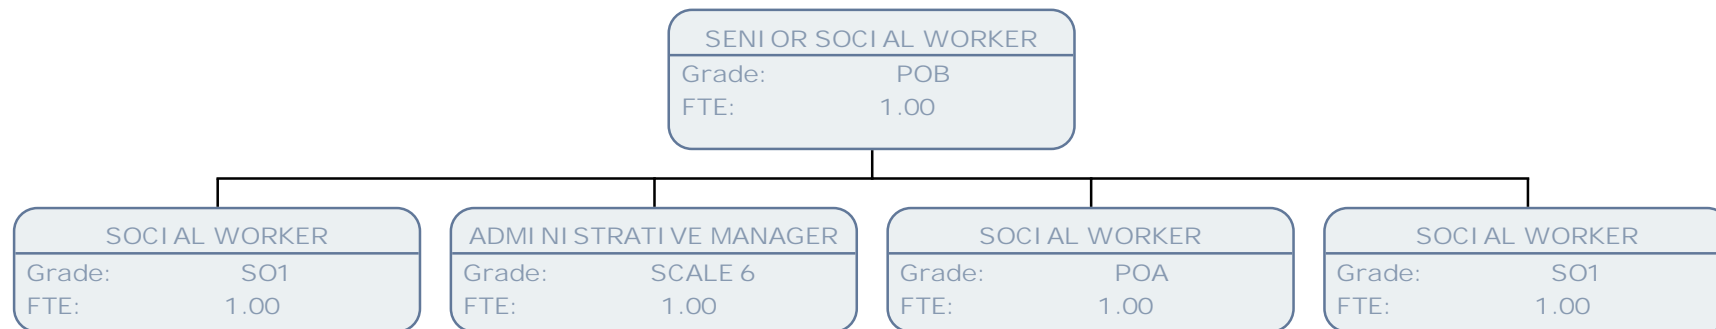 SENIOR SOCIAL WORKER
Grade: POB
FTE: 1.00
SOCIAL WORKER
Grade: SO1
FTE: 1.00
ADMINISTRATIVE MANAGER
Grade: SCALE 6
FTE: 1.00
SOCIAL WORKER
Grade: POA
FTE: 1.00
SOCIAL WORKER
Grade: SO1
FTE: 1.00